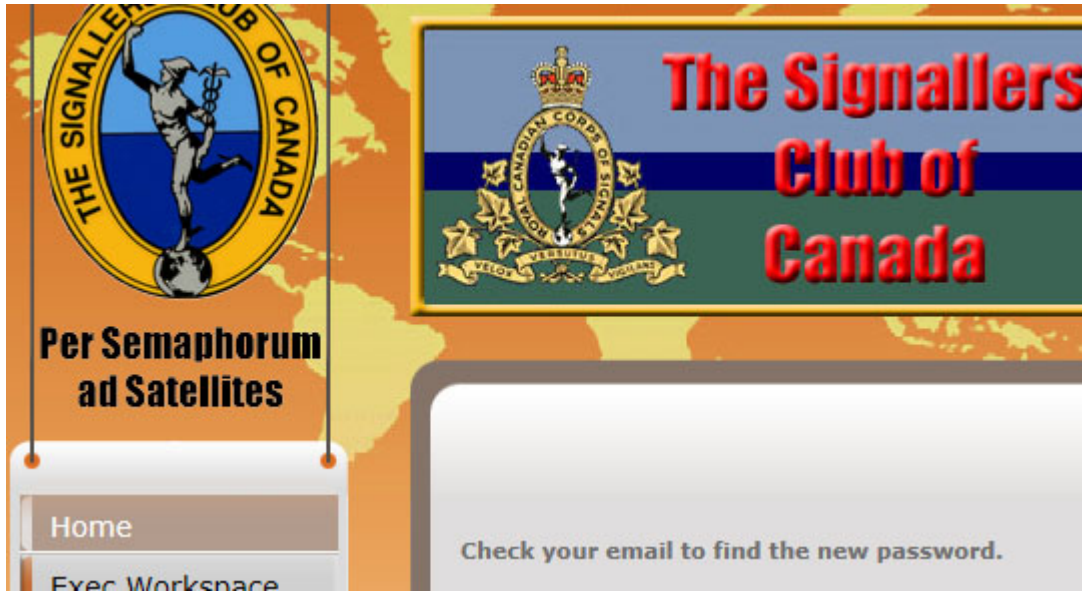 THE SIGNALLERS CLUB OF CANADA
Per Semaphorum
ad Satellites
The Signallers
Club of
Canada
ROYAL CANADIAN CORPS OF SIGNALS
VELOX VERSUTUS VIGILANS
Home
Exec Workspace
Check your email to find the new password.